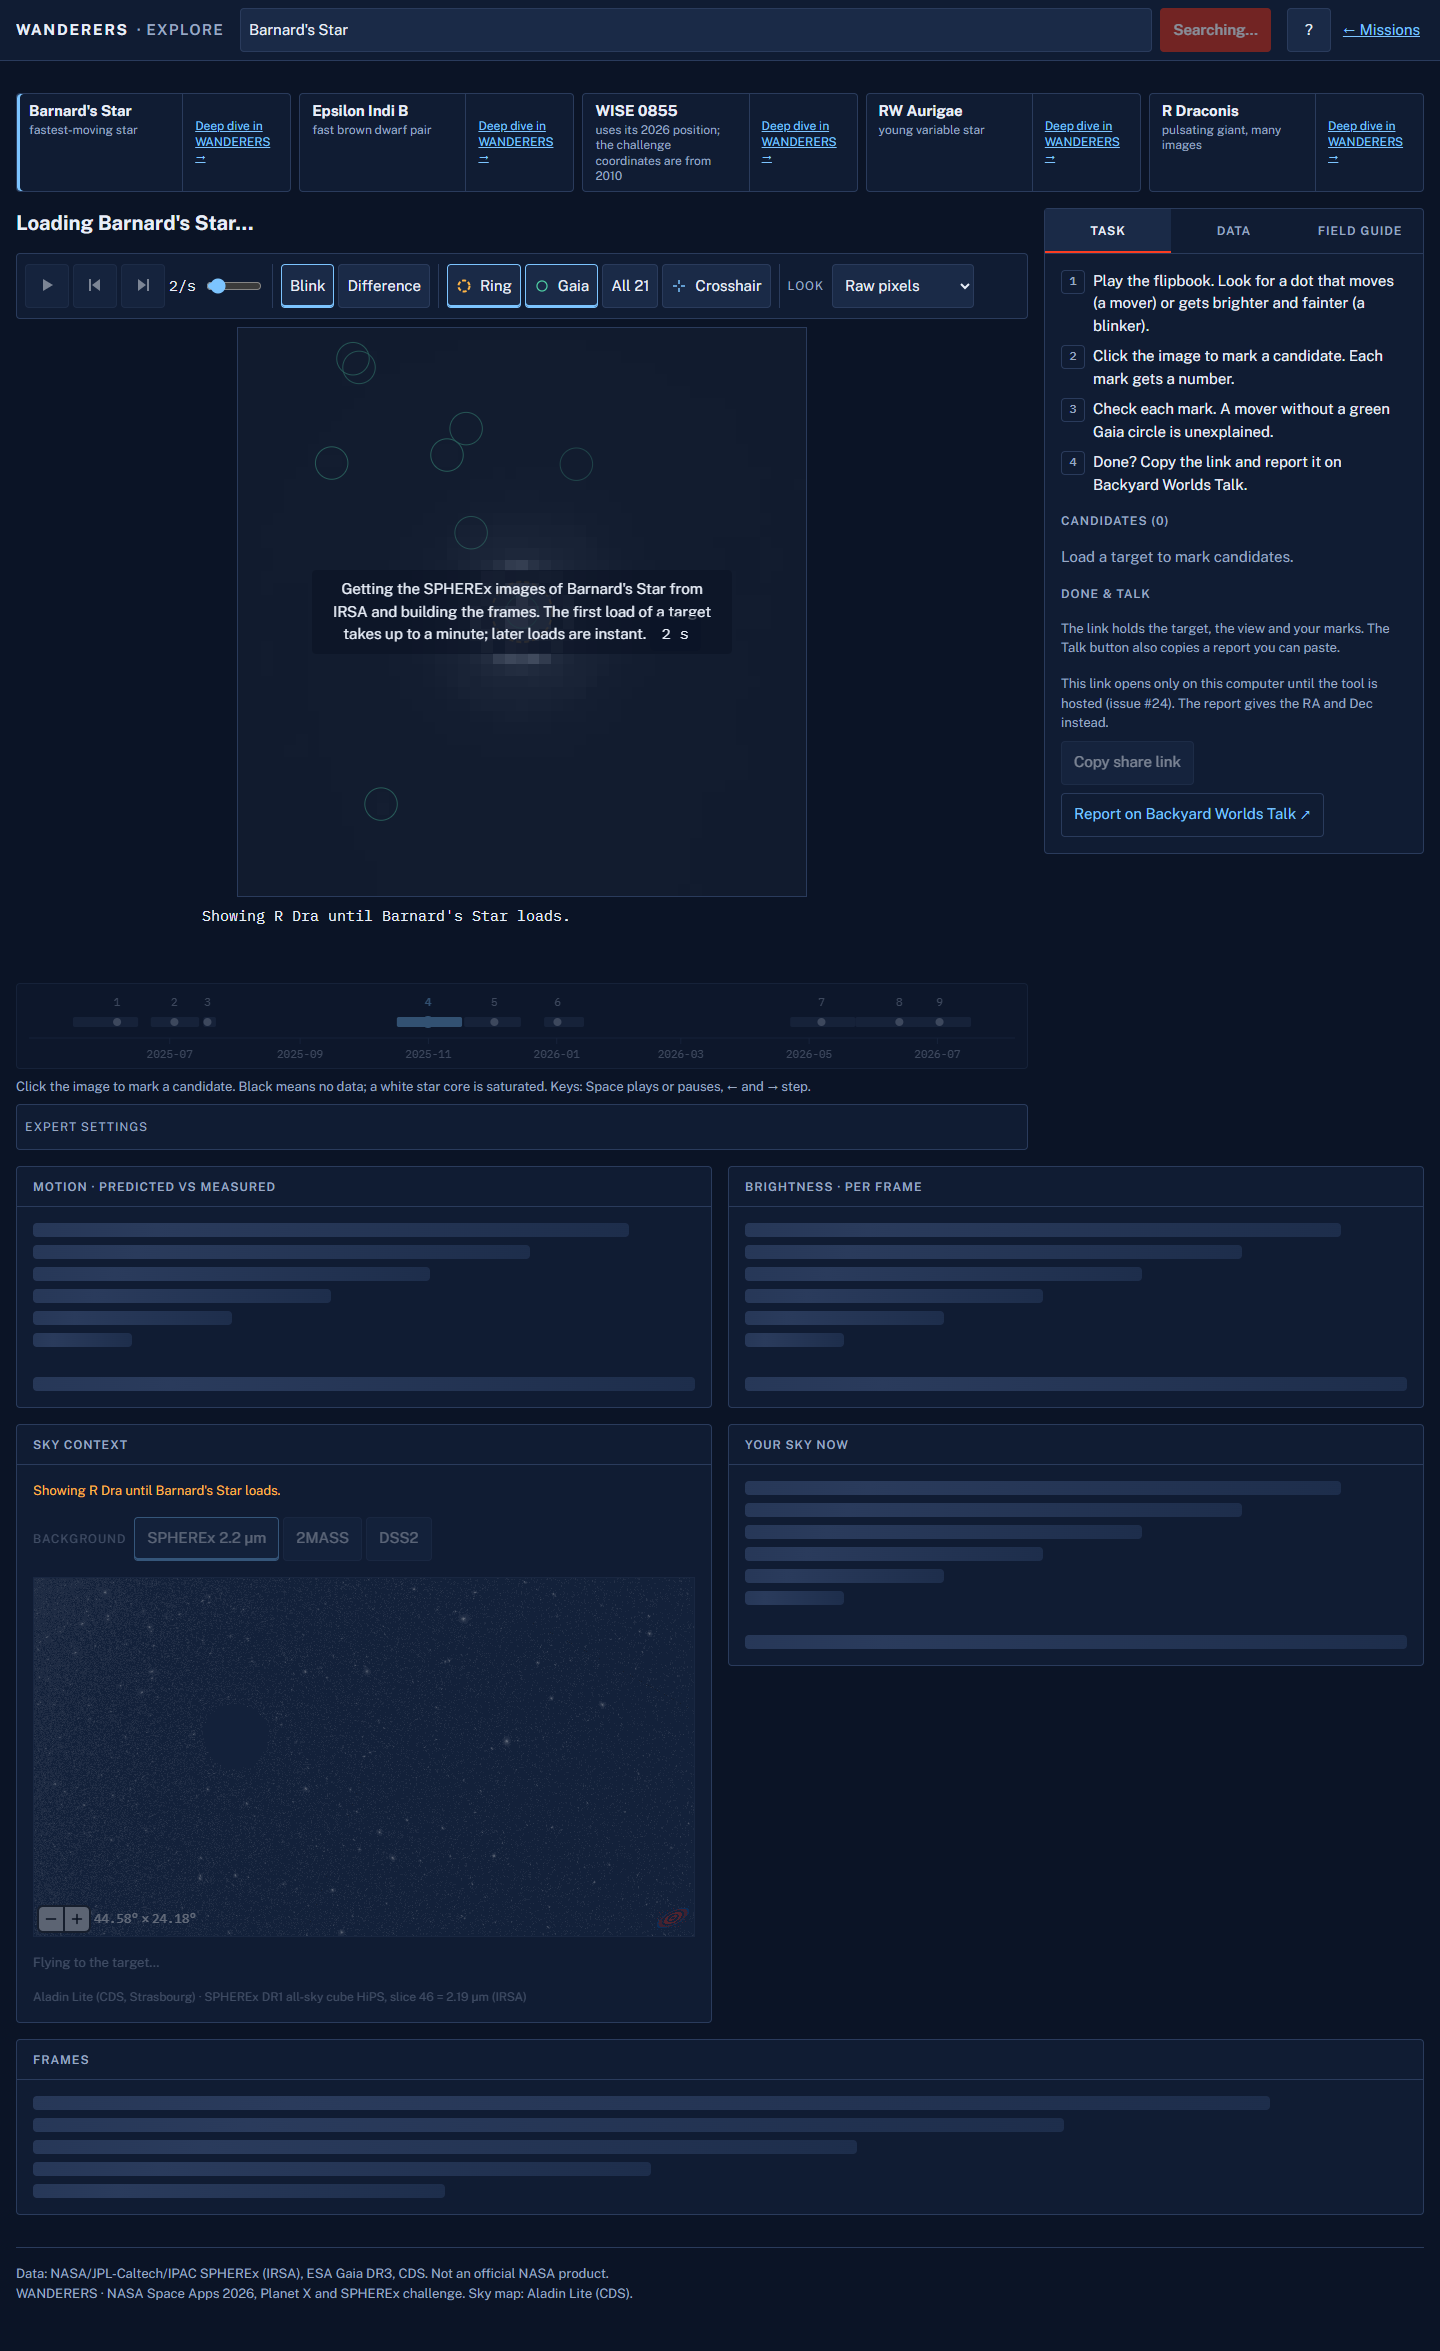 WANDERERS · EXPLORE
Barnard's Star
Searching...
?
← Missions
Barnard's Star
fastest-moving star
Deep dive in
WANDERERS
→
Epsilon Indi B
fast brown dwarf pair
Deep dive in
WANDERERS
→
WISE 0855
uses its 2026 position;
the challenge
coordinates are from
2010
Deep dive in
WANDERERS
→
RW Aurigae
young variable star
Deep dive in
WANDERERS
→
R Draconis
pulsating giant, many
images
Deep dive in
WANDERERS
→
Loading Barnard's Star...
2/s
Blink
Difference
Ring
Gaia
All 21
Crosshair
LOOK
Raw pixels
Getting the SPHEREx images of Barnard's Star from
IRSA and building the frames. The first load of a target
takes up to a minute; later loads are instant. 2 s
Showing R Dra until Barnard's Star loads.
1 2 3 4 5 6 7 8 9
2025-07 2025-09 2025-11 2026-01 2026-03 2026-05 2026-07
Click the image to mark a candidate. Black means no data; a white star core is saturated. Keys: Space plays or pauses, ← and → step.
EXPERT SETTINGS
TASK
DATA
FIELD GUIDE
1 Play the flipbook. Look for a dot that moves
(a mover) or gets brighter and fainter (a
blinker).
2 Click the image to mark a candidate. Each
mark gets a number.
3 Check each mark. A mover without a green
Gaia circle is unexplained.
4 Done? Copy the link and report it on
Backyard Worlds Talk.
CANDIDATES (0)
Load a target to mark candidates.
DONE & TALK
The link holds the target, the view and your marks. The
Talk button also copies a report you can paste.
This link opens only on this computer until the tool is
hosted (issue #24). The report gives the RA and Dec
instead.
Copy share link
Report on Backyard Worlds Talk ↗
MOTION · PREDICTED VS MEASURED
BRIGHTNESS · PER FRAME
SKY CONTEXT
Showing R Dra until Barnard's Star loads.
BACKGROUND
SPHEREx 2.2 µm
2MASS
DSS2
44.58° × 24.18°
Flying to the target...
Aladin Lite (CDS, Strasbourg) · SPHEREx DR1 all-sky cube HiPS, slice 46 = 2.19 µm (IRSA)
YOUR SKY NOW
FRAMES
Data: NASA/JPL-Caltech/IPAC SPHEREx (IRSA), ESA Gaia DR3, CDS. Not an official NASA product.
WANDERERS · NASA Space Apps 2026, Planet X and SPHEREx challenge. Sky map: Aladin Lite (CDS).